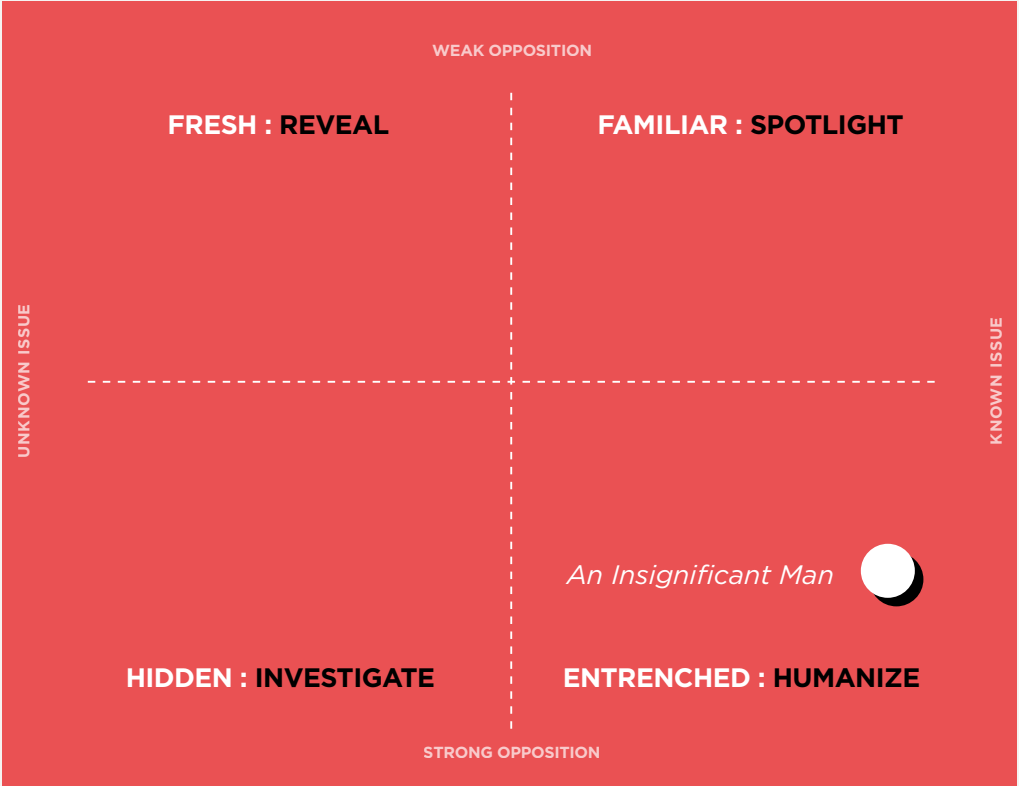 WEAK OPPOSITION
FRESH : REVEAL
FAMILIAR : SPOTLIGHT
UNKNOWN ISSUE
KNOWN ISSUE
An Insignificant Man
HIDDEN : INVESTIGATE
ENTRENCHED : HUMANIZE
STRONG OPPOSITION